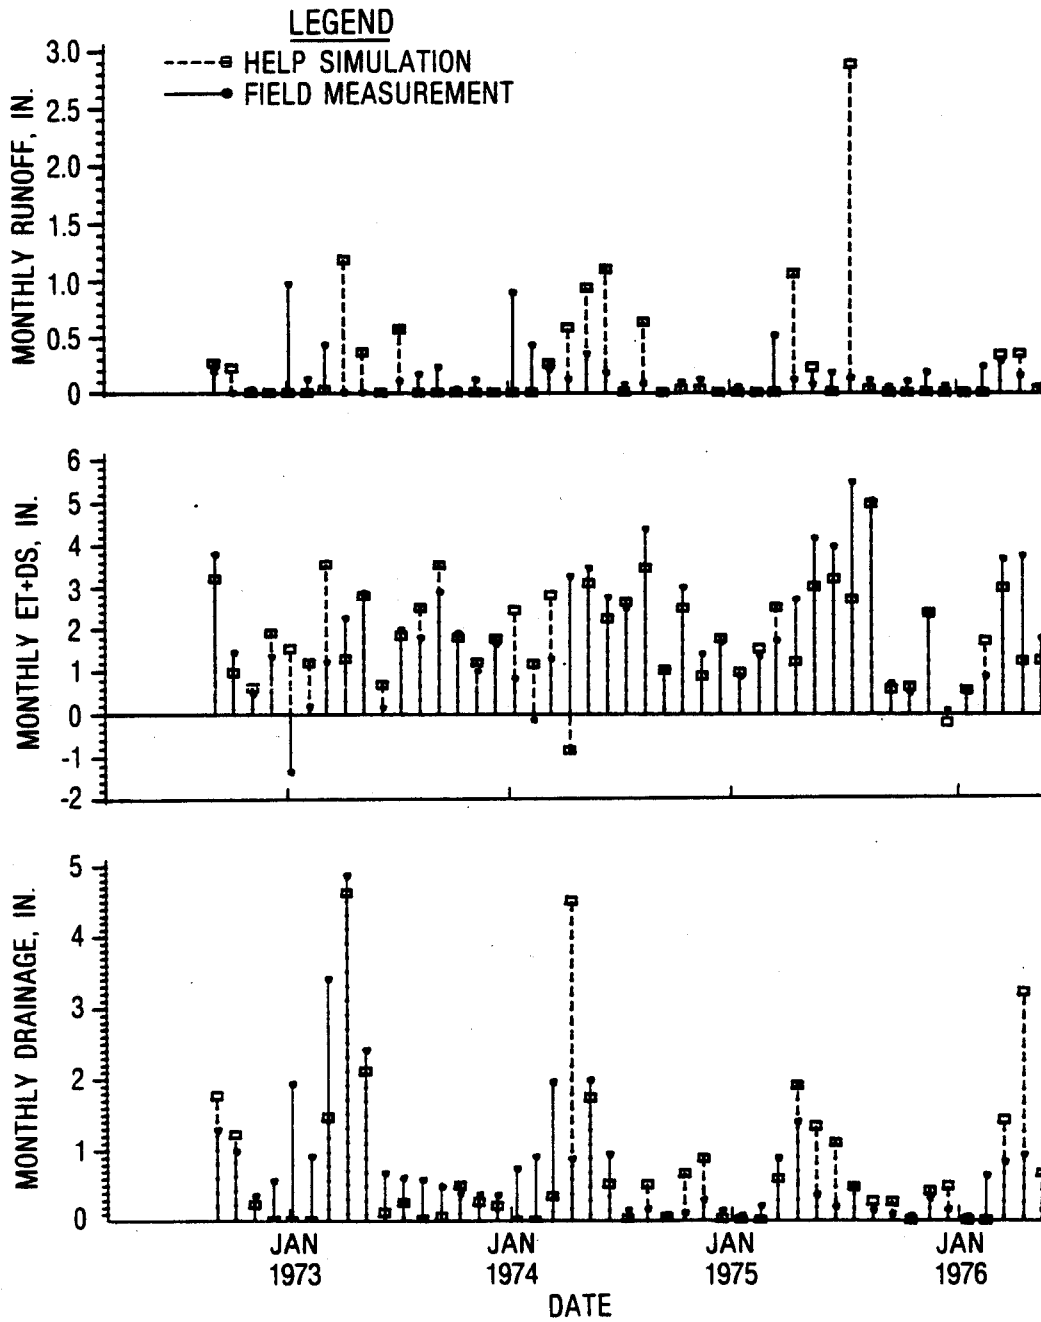 LEGEND
HELP SIMULATION
FIELD MEASUREMENT
MONTHLY RUNOFF, IN.
3.0
2.5
2.0
1.5
1.0
0.5
0
MONTHLY ET+DS, IN.
6
5
4
3
2
1
0
-1
-2
MONTHLY DRAINAGE, IN.
5
4
3
2
1
0
JAN JAN JAN JAN
1973 1974 1975 1976
DATE